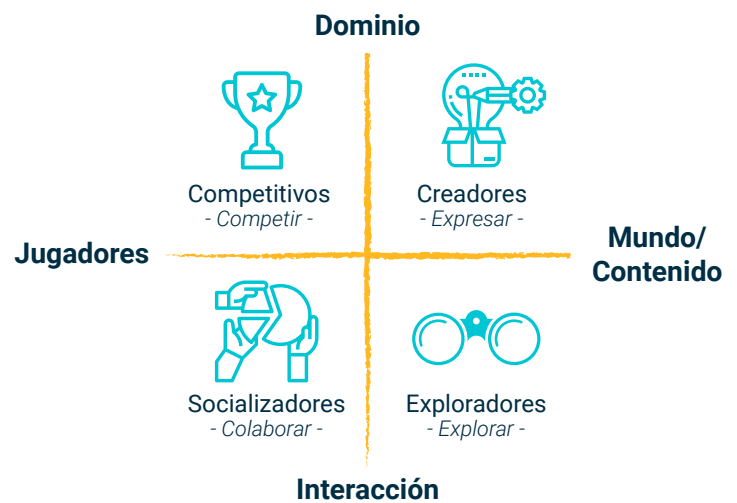 Dominio
Competitivos
- Competir -
Creadores
- Expresar -
Jugadores
Mundo/
Contenido
Socializadores
- Colaborar -
Exploradores
- Explorar -
Interacción